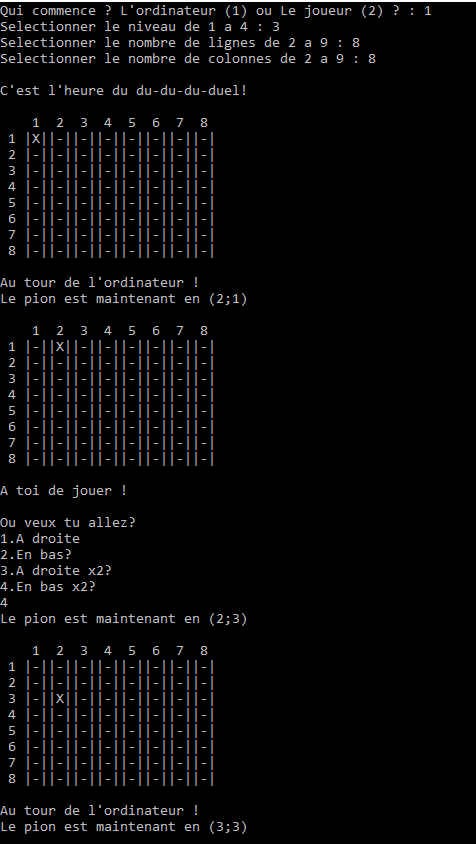 Qui commence ? L'ordinateur (1) ou Le joueur (2) ? : 1
Selectionner le niveau de 1 a 4 : 3
Selectionner le nombre de lignes de 2 a 9 : 8
Selectionner le nombre de colonnes de 2 a 9 : 8

C'est l'heure du du-du-du-duel!

    1  2  3  4  5  6  7  8
 1 |X||-||-||-||-||-||-||-|
 2 |-||-||-||-||-||-||-||-|
 3 |-||-||-||-||-||-||-||-|
 4 |-||-||-||-||-||-||-||-|
 5 |-||-||-||-||-||-||-||-|
 6 |-||-||-||-||-||-||-||-|
 7 |-||-||-||-||-||-||-||-|
 8 |-||-||-||-||-||-||-||-|

Au tour de l'ordinateur !
Le pion est maintenant en (2;1)

    1  2  3  4  5  6  7  8
 1 |-||X||-||-||-||-||-||-|
 2 |-||-||-||-||-||-||-||-|
 3 |-||-||-||-||-||-||-||-|
 4 |-||-||-||-||-||-||-||-|
 5 |-||-||-||-||-||-||-||-|
 6 |-||-||-||-||-||-||-||-|
 7 |-||-||-||-||-||-||-||-|
 8 |-||-||-||-||-||-||-||-|

A toi de jouer !

Ou veux tu allez?
1.A droite
2.En bas?
3.A droite x2?
4.En bas x2?
4
Le pion est maintenant en (2;3)

    1  2  3  4  5  6  7  8
 1 |-||-||-||-||-||-||-||-|
 2 |-||-||-||-||-||-||-||-|
 3 |-||X||-||-||-||-||-||-|
 4 |-||-||-||-||-||-||-||-|
 5 |-||-||-||-||-||-||-||-|
 6 |-||-||-||-||-||-||-||-|
 7 |-||-||-||-||-||-||-||-|
 8 |-||-||-||-||-||-||-||-|

Au tour de l'ordinateur !
Le pion est maintenant en (3;3)